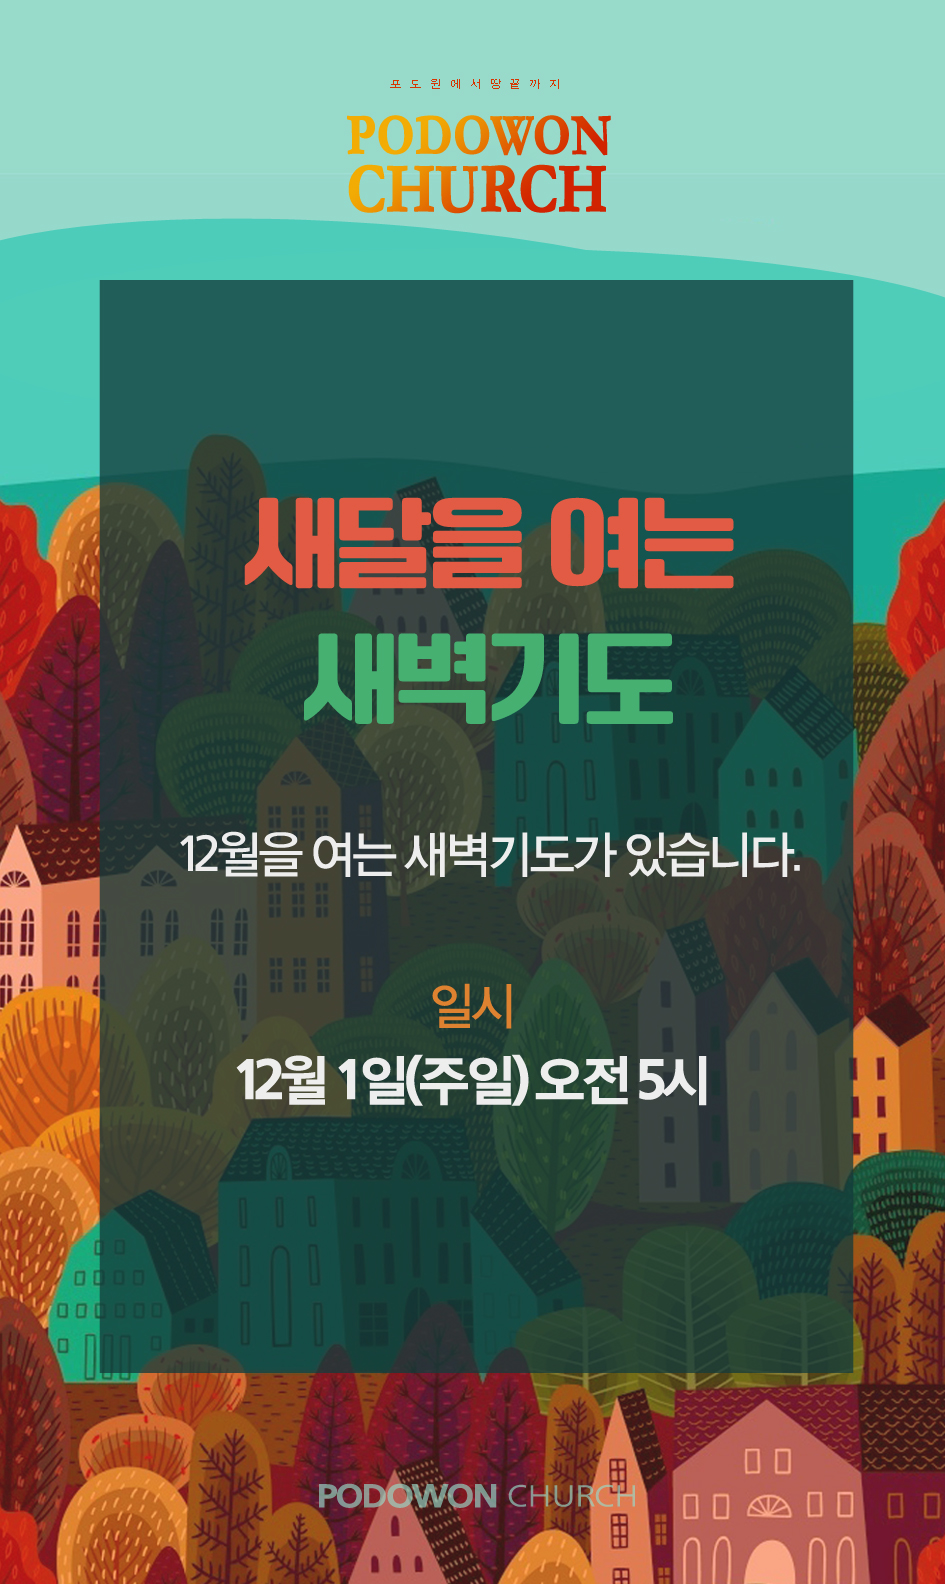 포도원에서땅끝까지
PODOWON
CHURCH
새달을 여는
새벽기도
12월을 여는 새벽기도가 있습니다.
일시
12월 1일(주일) 오전 5시
PODOWON CHURCH